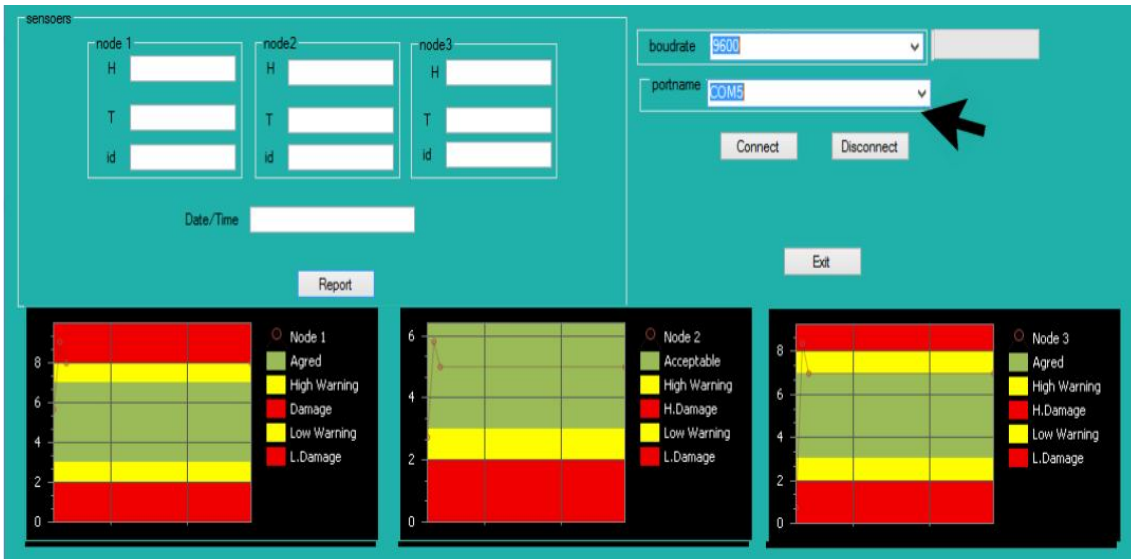 sensoers
node 1
H
T
id
node2
H
T
id
node3
H
T
id
Date/Time
Report
boudrate 9600
portname COM5
Connect Disconnect
Exit
8
6
4
2
0
Node 1
Agred
High Warning
Damage
Low Warning
L.Damage
6
4
2
0
Node 2
Acceptable
High Warning
H.Damage
Low Warning
L.Damage
8
6
4
2
0
Node 3
Agred
High Warning
H.Damage
Low Warning
L.Damage